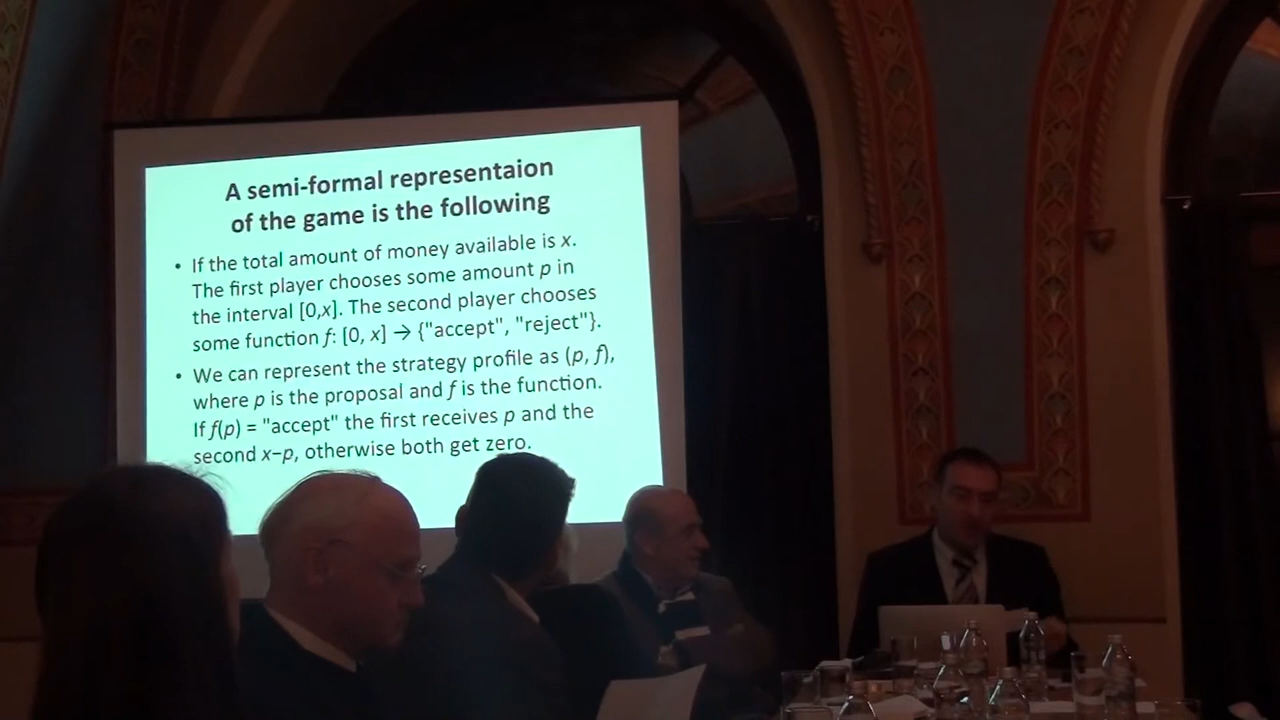 A semi-formal representaion
of the game is the following
• If the total amount of money available is x.
The first player chooses some amount p in
the interval [0,x]. The second player chooses
some function f: [0, x] → {"accept", "reject"}.
• We can represent the strategy profile as (p, f),
where p is the proposal and f is the function.
If f(p) = "accept" the first receives p and the
second x–p, otherwise both get zero.